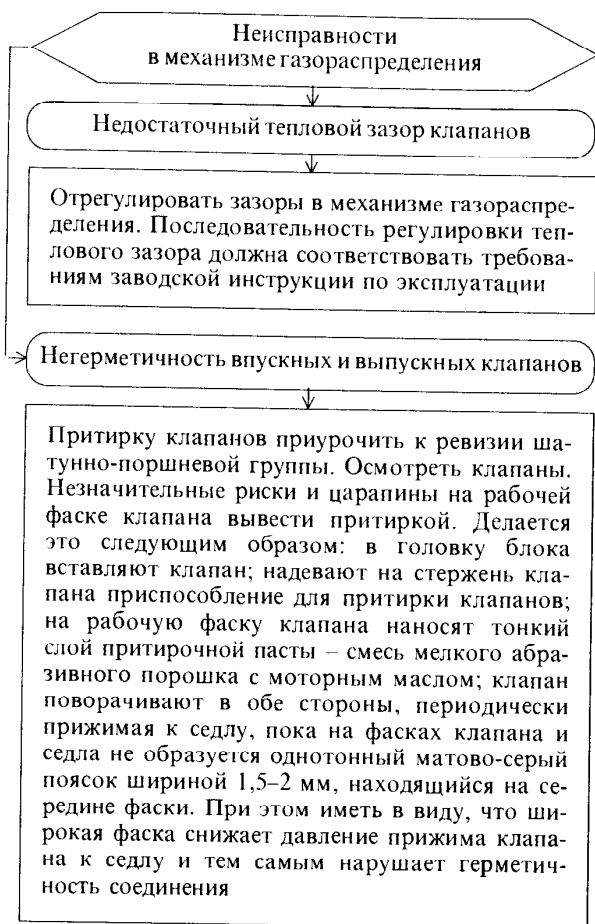 Неисправности
в механизме газораспределения
Недостаточный тепловой зазор клапанов
Отрегулировать зазоры в механизме газораспре-
деления. Последовательность регулировки теп-
лового зазора должна соответствовать требова-
ниям заводской инструкции по эксплуатации
Негерметичность впускных и выпускных клапанов
Притирку клапанов приурочить к ревизии ша-
тунно-поршневой группы. Осмотреть клапаны.
Незначительные риски и царапины на рабочей
фаске клапана вывести притиркой. Делается
это следующим образом: в головку блока
вставляют клапан; надевают на стержень кла-
пана приспособление для притирки клапанов;
на рабочую фаску клапана наносят тонкий
слой притирочной пасты – смесь мелкого абра-
зивного порошка с моторным маслом; клапан
поворачивают в обе стороны, периодически
прижимая к седлу, пока на фасках клапана и
седла не образуется однотонный матово-серый
поясок шириной 1,5–2 мм, находящийся на се-
редине фаски. При этом иметь в виду, что ши-
рокая фаска снижает давление прижима клапа-
на к седлу и тем самым нарушает герметич-
ность соединения